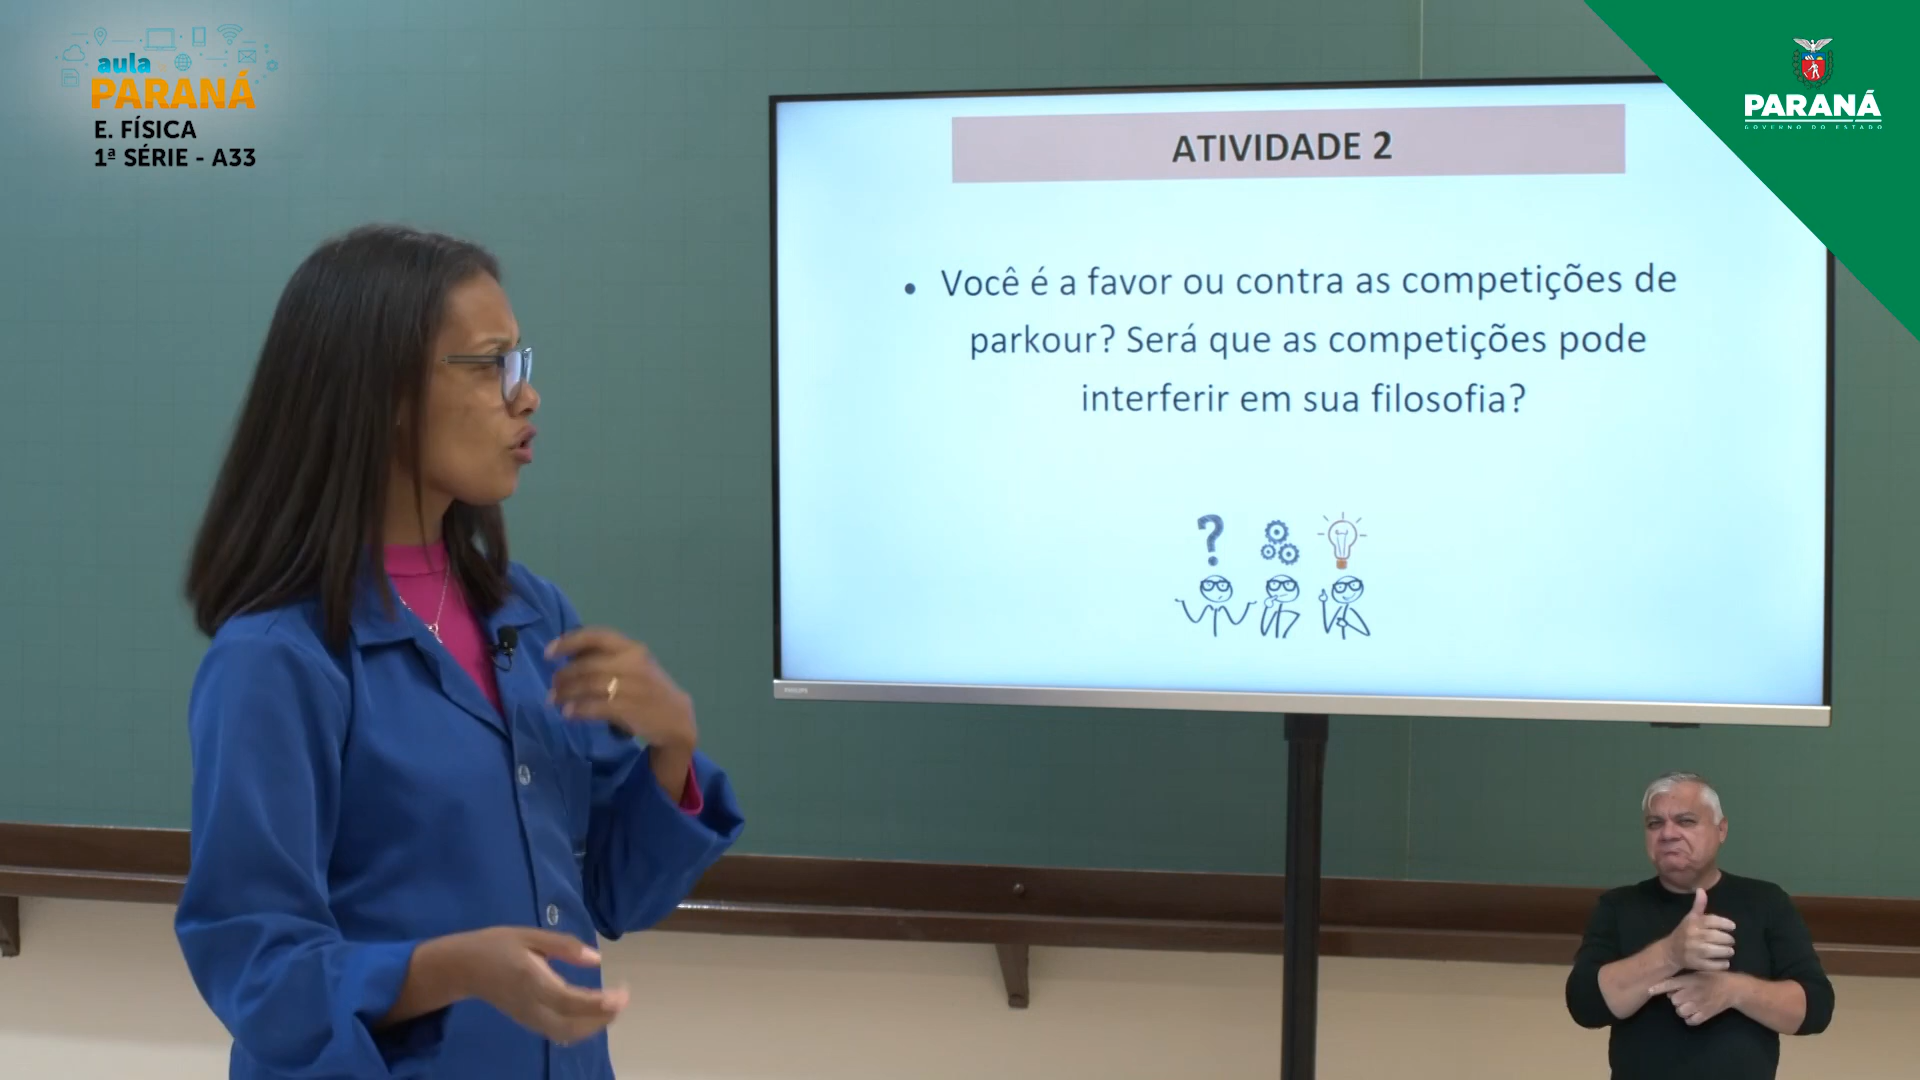 aula
PARANÁ
E. FÍSICA
1ª SÉRIE - A33
PARANÁ
GOVERNO DO ESTADO
ATIVIDADE 2
• Você é a favor ou contra as competições de
parkour? Será que as competições pode
interferir em sua filosofia?
?
PHILIPS